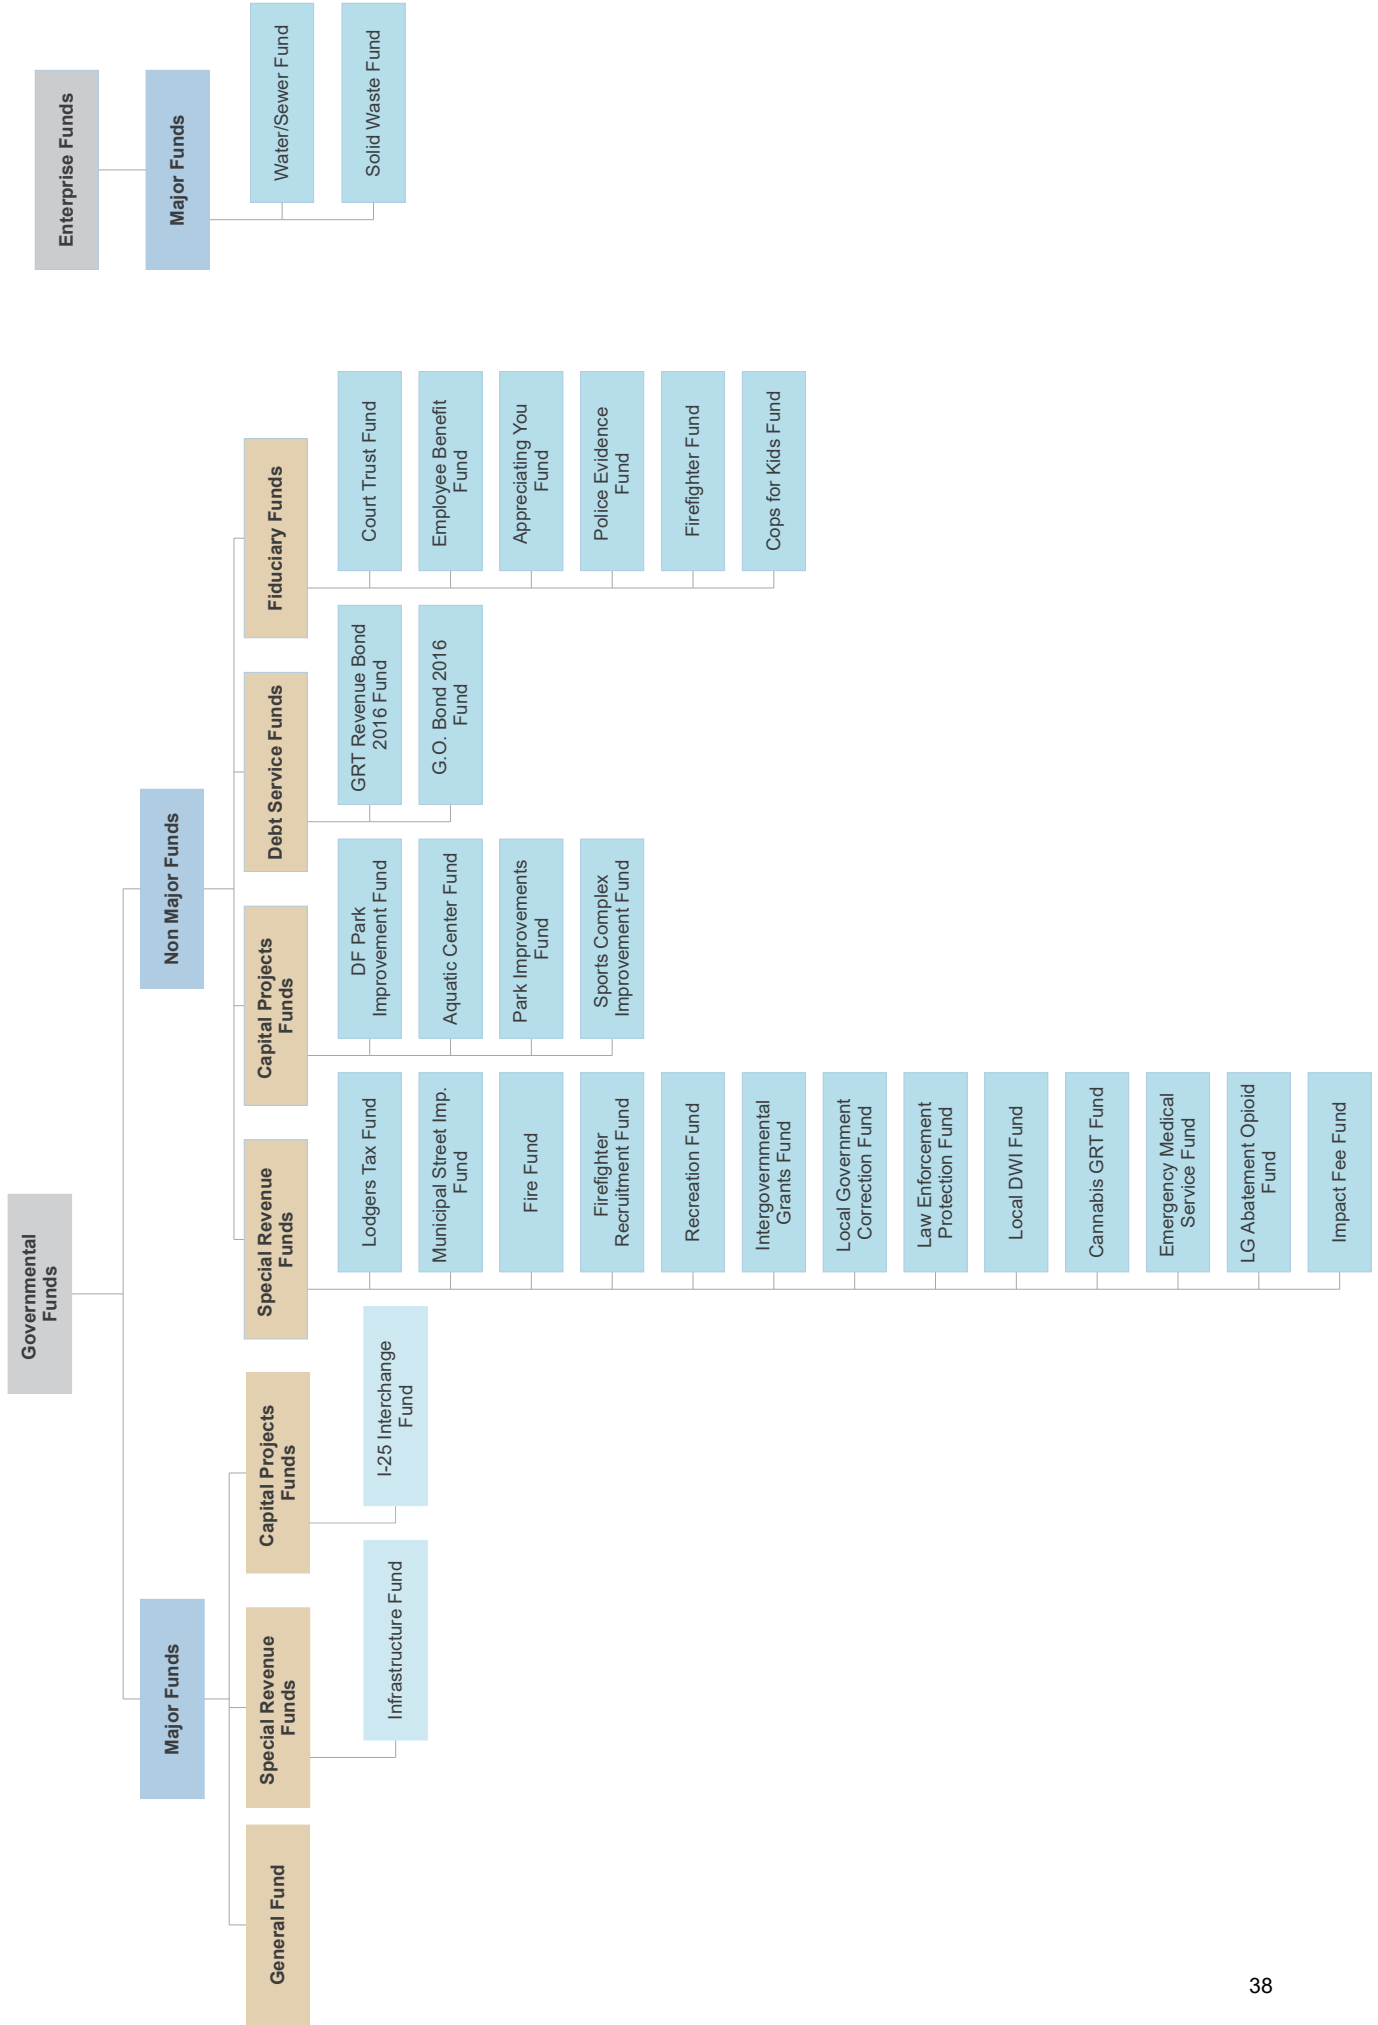 Governmental
Funds
Major Funds
General Fund
Special Revenue
Funds
Infrastructure Fund
Capital Projects
Funds
I-25 Interchange
Fund
Non Major Funds
Special Revenue
Funds
Lodgers Tax Fund
Municipal Street Imp.
Fund
Fire Fund
Firefighter
Recruitment Fund
Recreation Fund
Intergovernmental
Grants Fund
Local Government
Correction Fund
Law Enforcement
Protection Fund
Local DWI Fund
Cannabis GRT Fund
Emergency Medical
Service Fund
LG Abatement Opioid
Fund
Impact Fee Fund
Capital Projects
Funds
DF Park
Improvement Fund
Aquatic Center Fund
Park Improvements
Fund
Sports Complex
Improvement Fund
Debt Service Funds
GRT Revenue Bond
2016 Fund
G.O. Bond 2016
Fund
Fiduciary Funds
Court Trust Fund
Employee Benefit
Fund
Appreciating You
Fund
Police Evidence
Fund
Firefighter Fund
Cops for Kids Fund
Enterprise Funds
Major Funds
Water/Sewer Fund
Solid Waste Fund
38